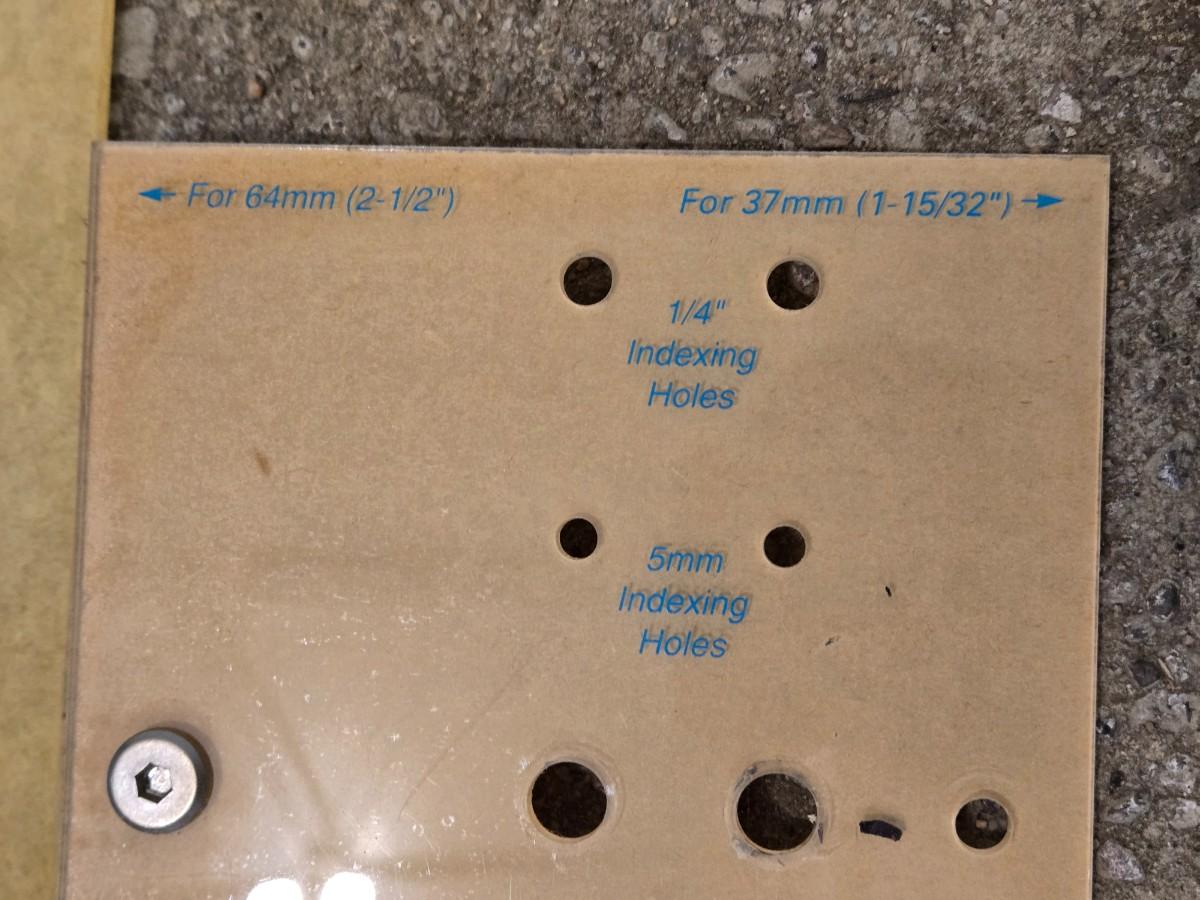 ← For 64mm (2-1/2")
For 37mm (1-15/32") →
1/4"
Indexing
Holes
5mm
Indexing
Holes